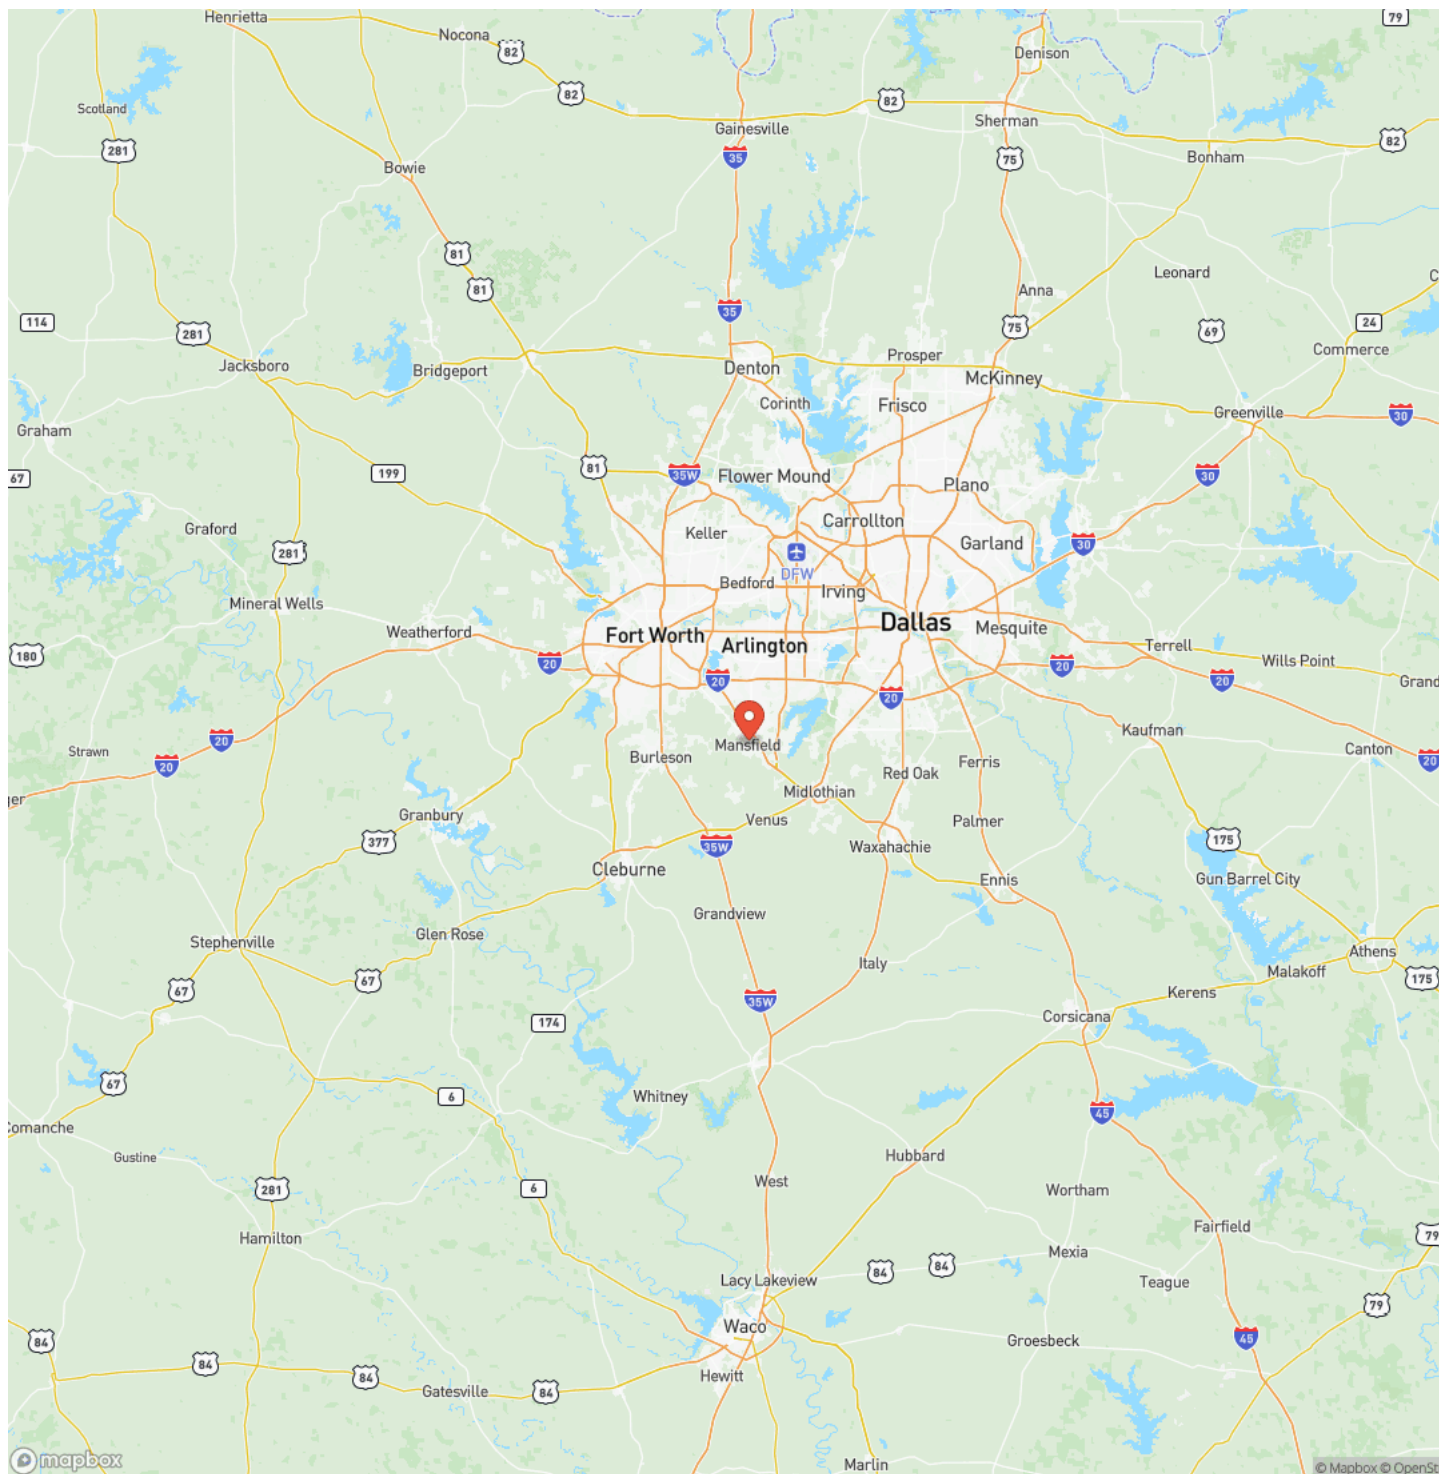 Henrietta
79
Nocona
82
Denison
82
82
Scotland
Sherman
Gainesville
82
281
35
75
Bonham
Bowie
81
Leonard
81
Anna
35
114
281
75
69
24
Commerce
Prosper
Jacksboro
Bridgeport
Denton
McKinney
Corinth
Frisco
Greenville
30
Graham
81
199
35W
Flower Mound
30
67
Plano
Carrollton
Graford
Keller
Garland
30
281
DFW
Bedford
Irving
Mineral Wells
Dallas
Weatherford
Fort Worth
Arlington
Mesquite
Terrell
180
20
20
Wills Point
20
20
Grand
20
Kaufman
20
Strawn
Mansfield
Canton
20
Burleson
Ferris
20
Red Oak
ger
Midlothian
Granbury
Venus
Palmer
377
35W
Waxahachie
175
Cleburne
Ennis
Gun Barrel City
Grandview
Glen Rose
Stephenville
Athens
Italy
Malakoff
67
67
35W
Kerens
175
174
Corsicana
67
6
Whitney
45
Comanche
Gustine
Hubbard
281
6
West
Wortham
Hamilton
Fairfield
79
Mexia
84
84
Lacy Lakeview
Teague
79
Waco
84
Groesbeck
45
84
84
Hewitt
Gatesville
84
Marlin
mapbox
© Mapbox © OpenSt